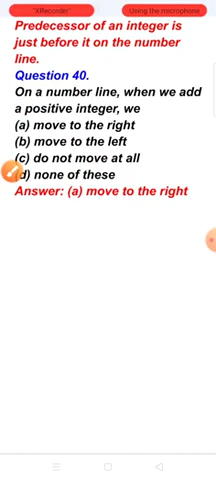 "XRecorder"
Using the microphone
Predecessor of an integer is
just before it on the number
line.
Question 40.
On a number line, when we add
a positive integer, we
(a) move to the right
(b) move to the left
(c) do not move at all
(d) none of these
Answer: (a) move to the right